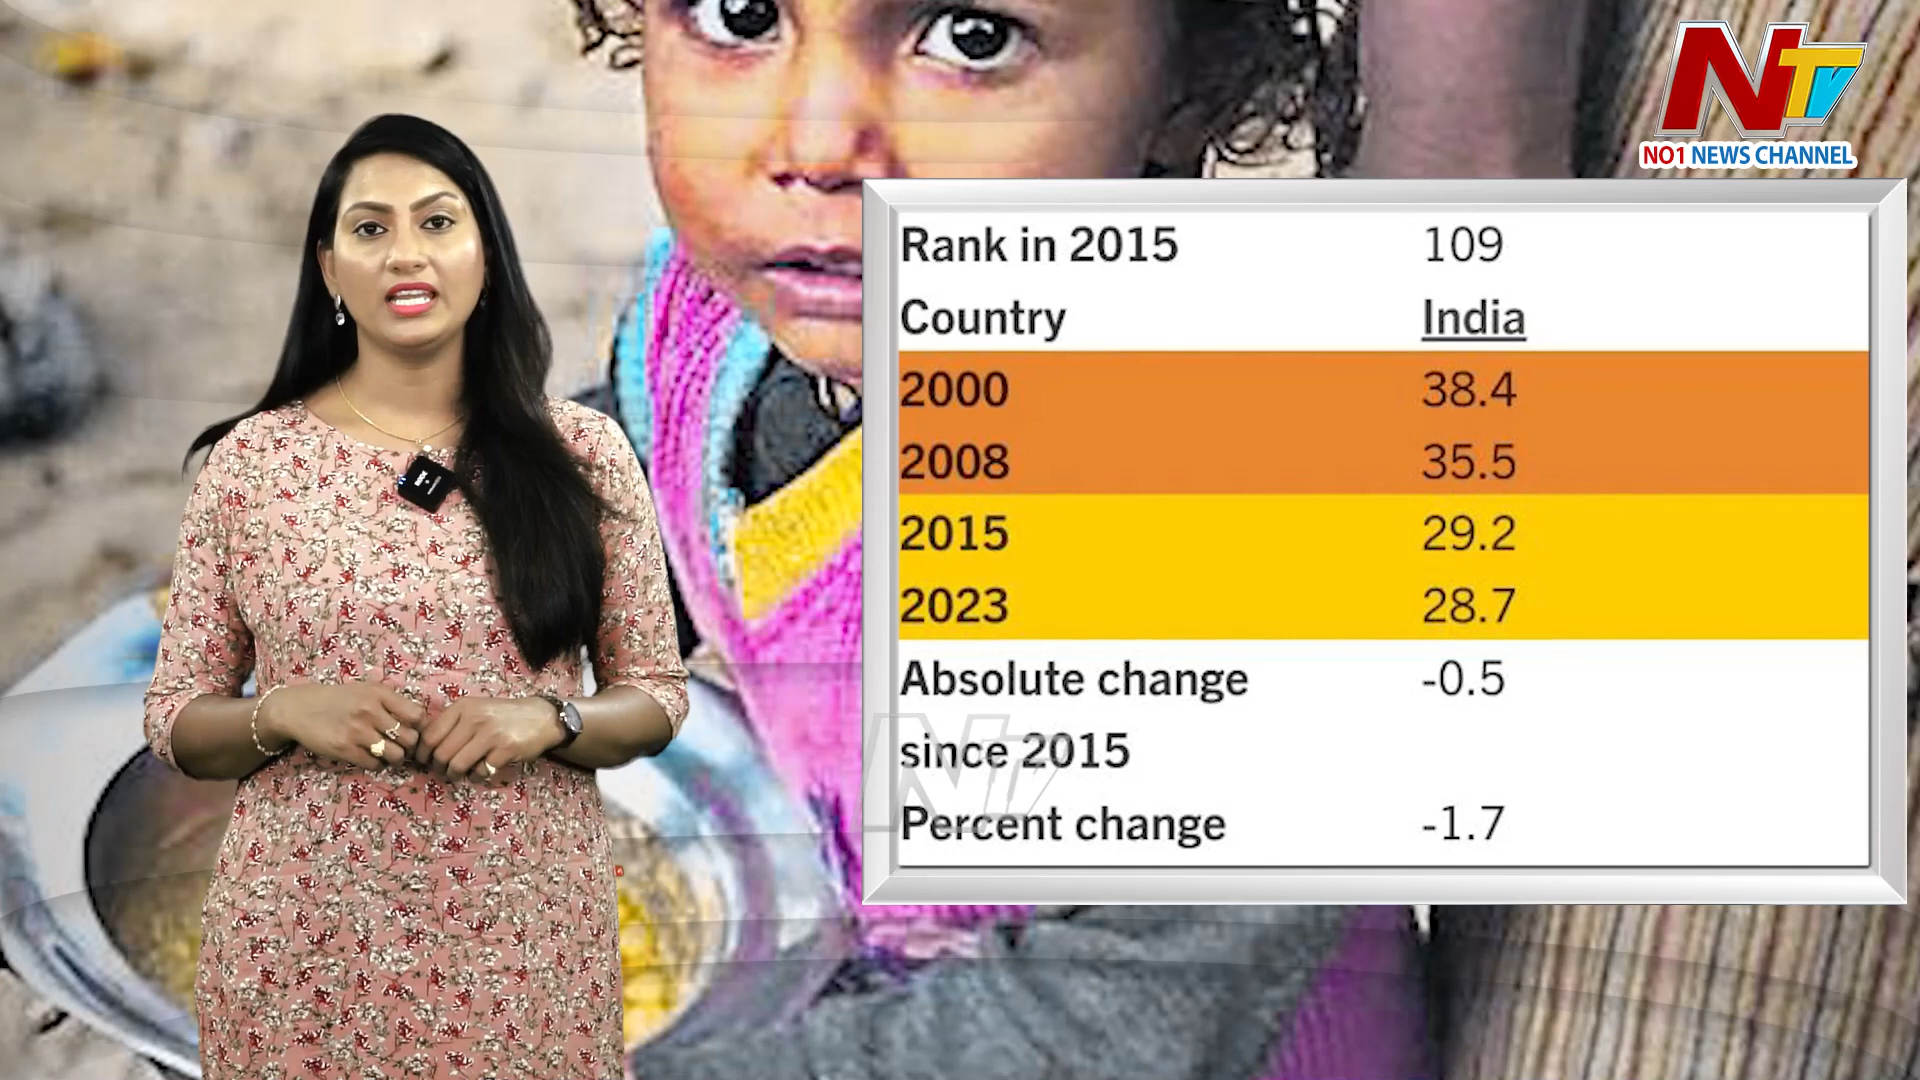 NTV
NO1 NEWS CHANNEL
Rank in 2015 109
Country India
2000 38.4
2008 35.5
2015 29.2
2023 28.7
Absolute change -0.5
since 2015
Percent change -1.7
NTV